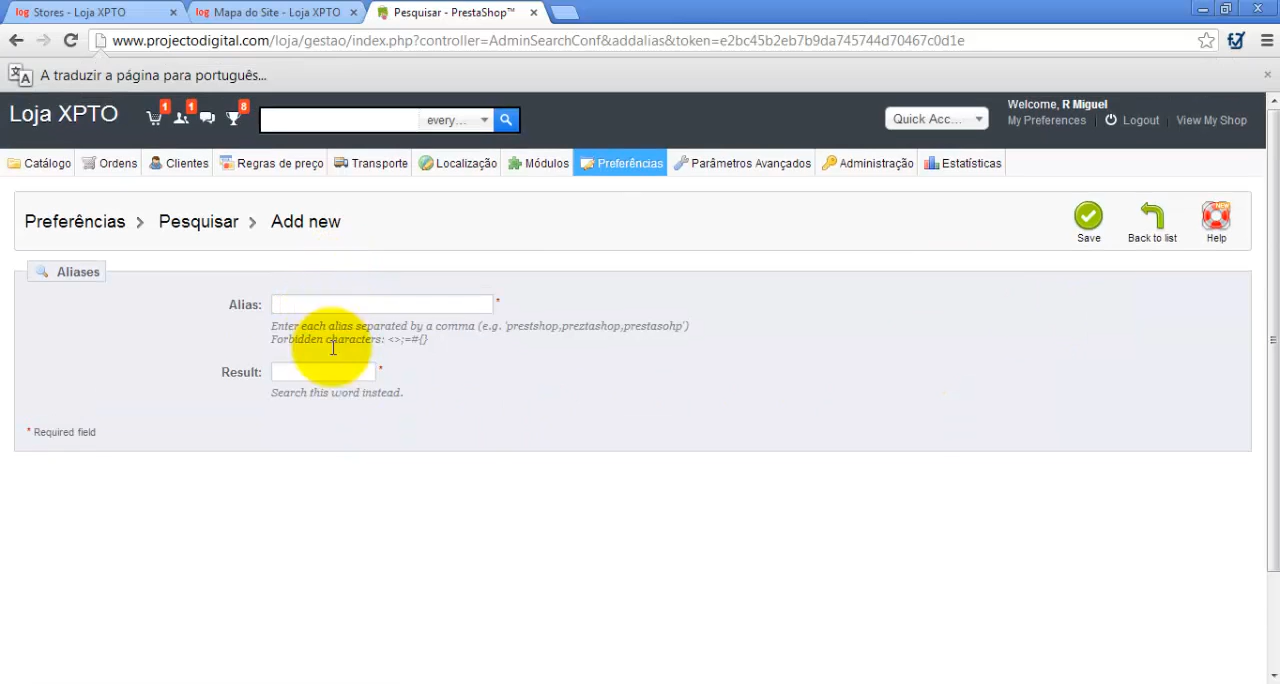 log Stores - Loja XPTO × log Mapa do Site - Loja XPTO × Pesquisar - PrestaShop™ ×
www.projectodigital.com/loja/gestao/index.php?controller=AdminSearchConf&addalias&token=e2bc45b2eb7b9da745744d70467c0d1e
A traduzir a página para português...
Loja XPTO 1 1 8 every... Quick Acc... Welcome, R Miguel
My Preferences Logout View My Shop
Catálogo Ordens Clientes Regras de preço Transporte Localização Módulos Preferências Parâmetros Avançados Administração Estatísticas
Preferências > Pesquisar > Add new
Save Back to list Help
NEW
Aliases
Alias: *
Enter each alias separated by a comma (e.g. 'prestshop,preztashop,prestasohp')
Forbidden characters: <>;=#{}
Result: *
Search this word instead.
* Required field